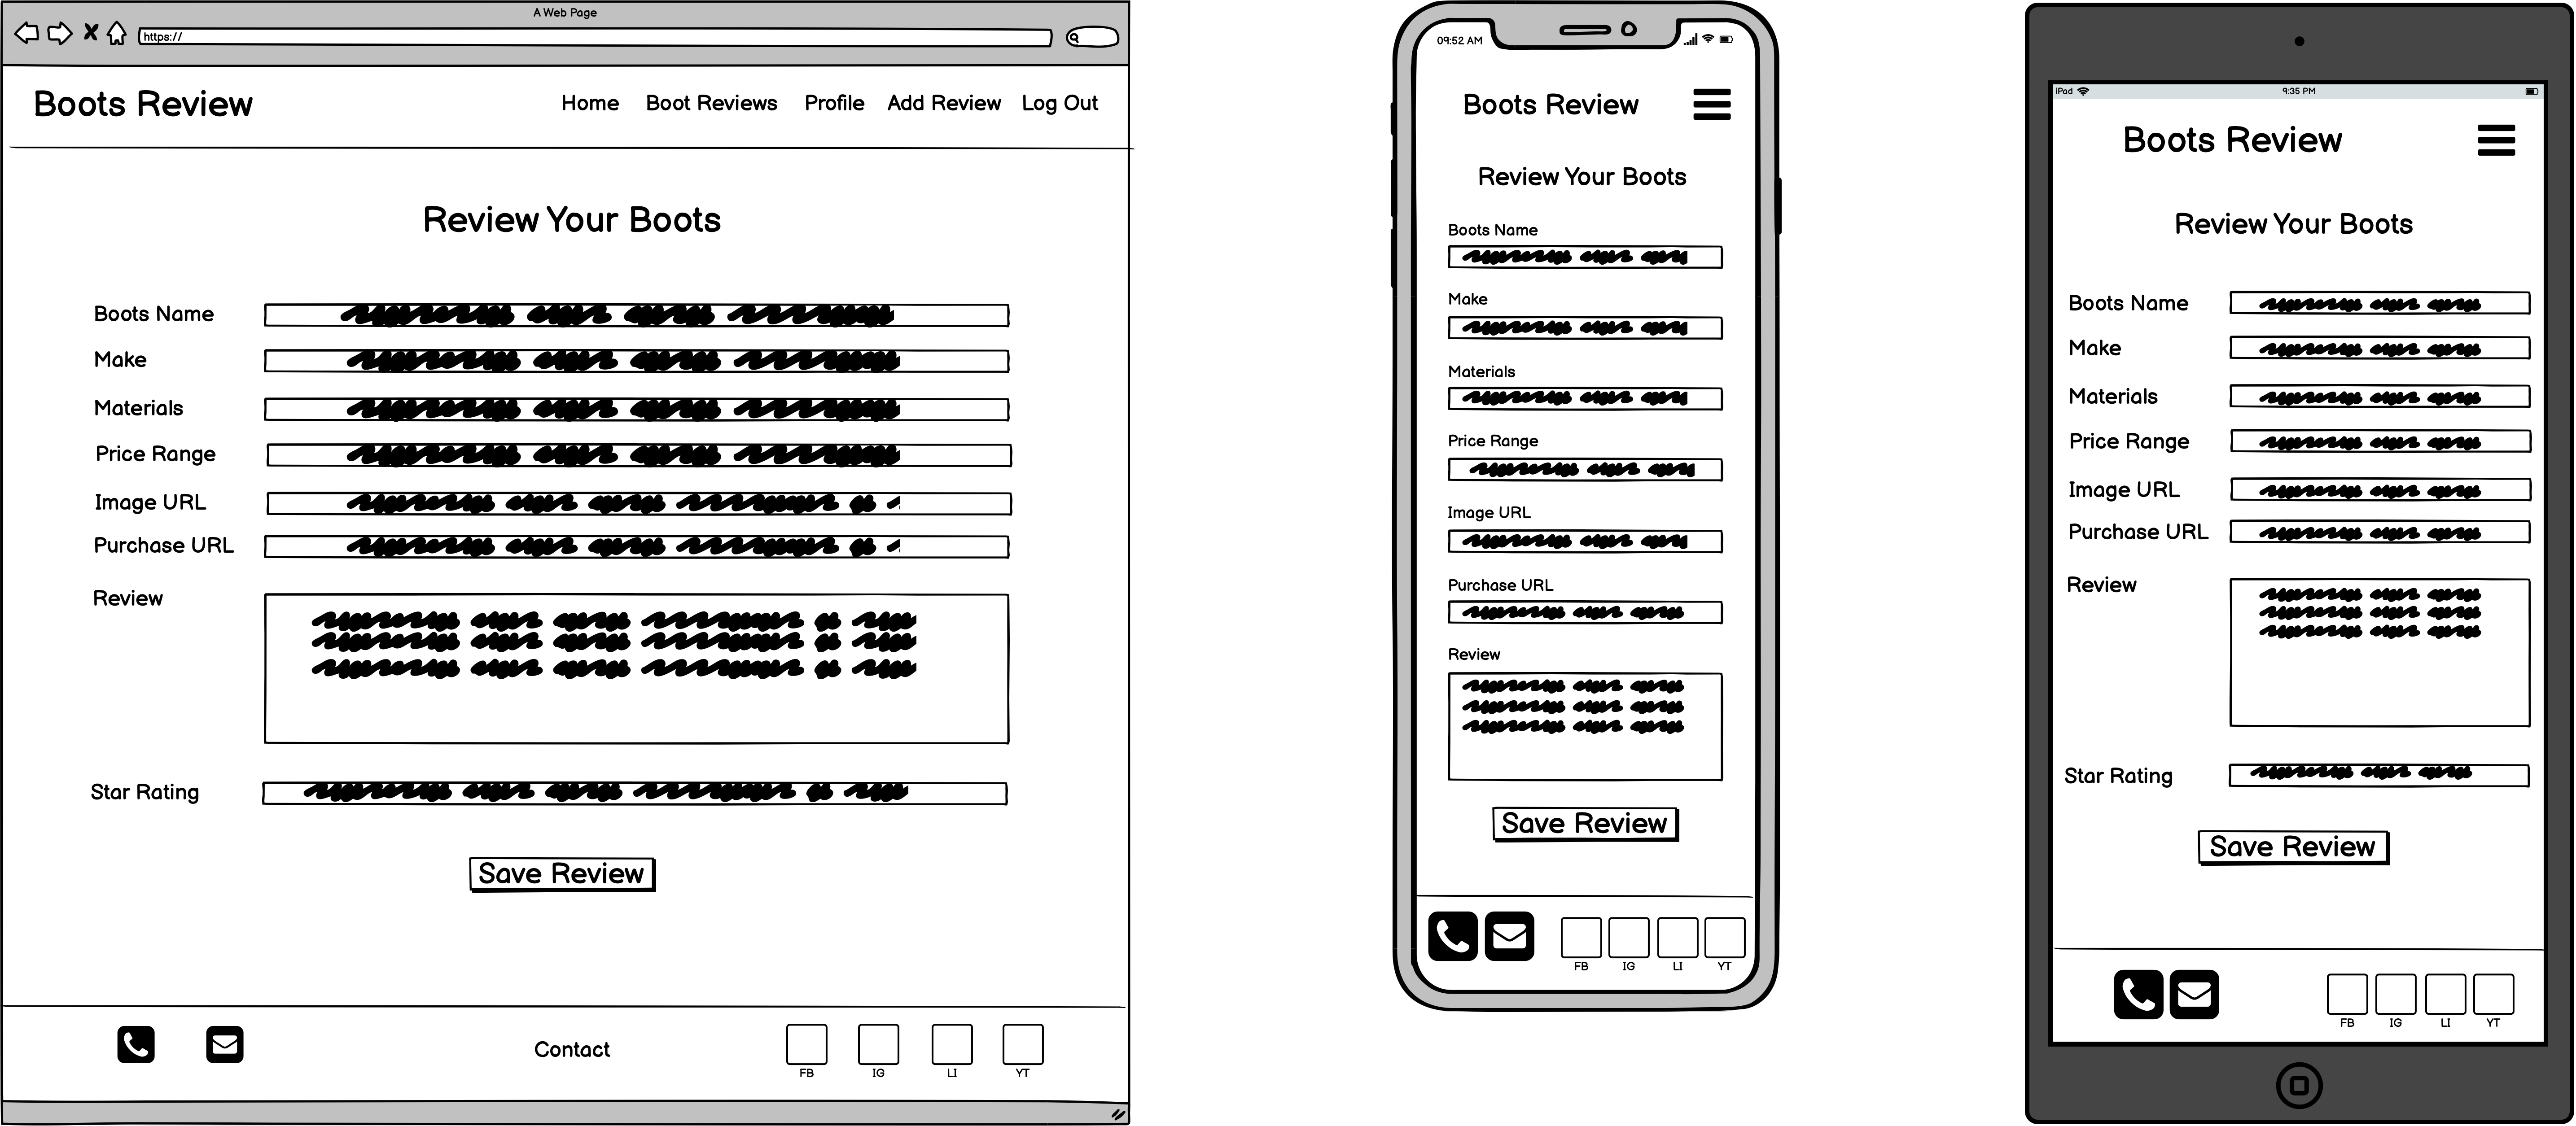 A Web Page
https://
Boots Review
Home Boot Reviews Profile Add Review Log Out
Review Your Boots
Boots Name
Make
Materials
Price Range
Image URL
Purchase URL
Review
Star Rating
Save Review
Contact
FB IG LI YT
09:52 AM
Boots Review
Review Your Boots
Boots Name
Make
Materials
Price Range
Image URL
Purchase URL
Review
Save Review
FB IG LI YT
iPad 9:35 PM
Boots Review
Review Your Boots
Boots Name
Make
Materials
Price Range
Image URL
Purchase URL
Review
Star Rating
Save Review
FB IG LI YT